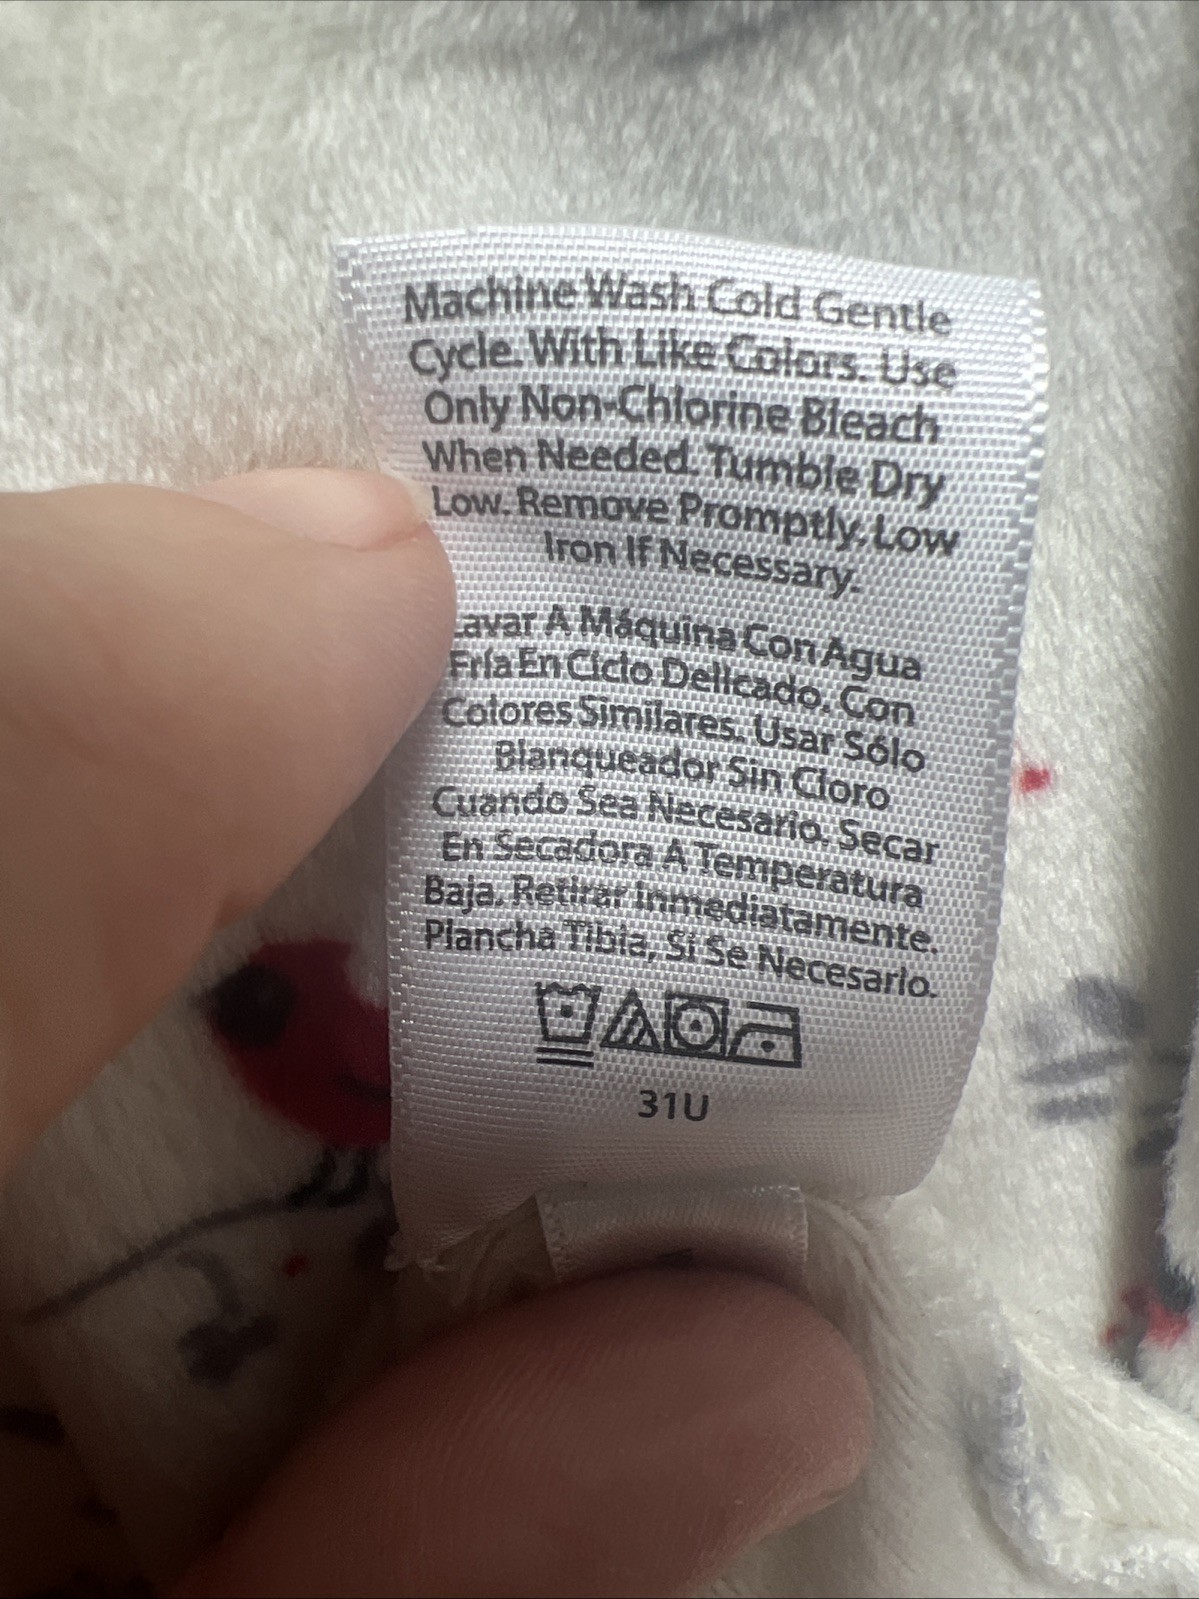 Machine Wash Cold Gentle
Cycle. With Like Colors. Use
Only Non-Chlorine Bleach
When Needed. Tumble Dry
Low. Remove Promptly. Low
Iron If Necessary.
Lavar A Máquina Con Agua
Fría En Ciclo Delicado. Con
Colores Similares. Usar Sólo
Blanqueador Sin Cloro
Cuando Sea Necesario. Secar
En Secadora A Temperatura
Baja. Retirar Inmediatamente.
Plancha Tibia, Si Se Necesario.
31U